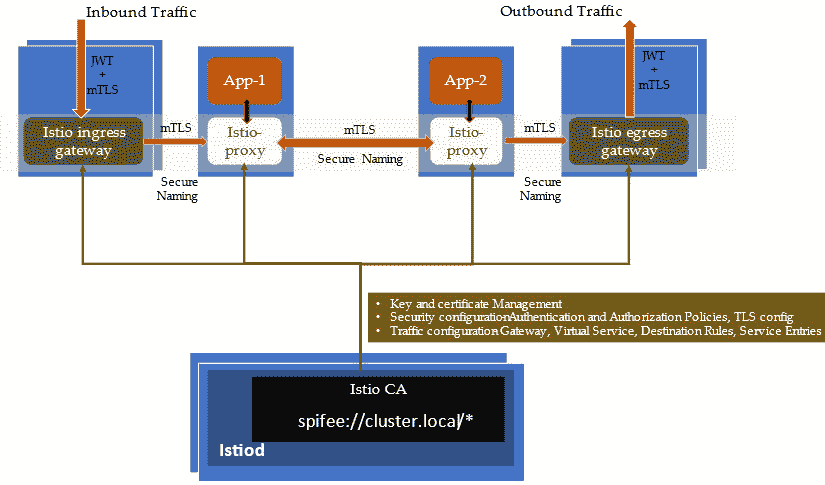 Inbound Traffic
Outbound Traffic
JWT
+
mTLS
App-1
App-2
JWT
+
mTLS
Istio ingress
gateway
mTLS
Istio-
proxy
mTLS
Secure Naming
Istio-
proxy
mTLS
Istio egress
gateway
Secure
Naming
Secure
Naming
• Key and certificate Management
• Security configurationAuthentication and Authorization Policies, TLS config
• Traffic configuration Gateway, Virtual Service, Destination Rules, Service Entries
Istio CA
spifee://cluster.local/*
Istiod